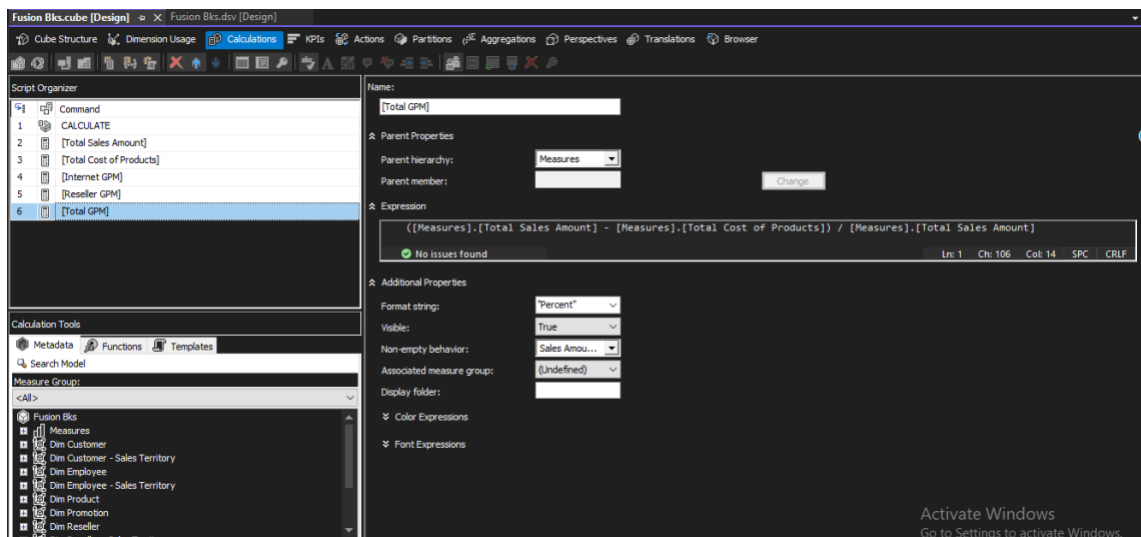 Fusion Bks.cube [Design] Fusion Bks.dsv [Design]
Cube Structure Dimension Usage Calculations KPIs Actions Partitions Aggregations Perspectives Translations Browser
Script Organizer
Command
1 CALCULATE
2 [Total Sales Amount]
3 [Total Cost of Products]
4 [Internet GPM]
5 [Reseller GPM]
6 [Total GPM]
Calculation Tools
Metadata Functions Templates
Search Model
Measure Group:
<All>
Fusion Bks
Measures
Dim Customer
Dim Customer - Sales Territory
Dim Employee
Dim Employee - Sales Territory
Dim Product
Dim Promotion
Dim Reseller
Name:
[Total GPM]
Parent Properties
Parent hierarchy: Measures
Parent member: Change
Expression
([Measures].[Total Sales Amount] - [Measures].[Total Cost of Products]) / [Measures].[Total Sales Amount]
No issues found Ln: 1 Ch: 106 Col: 14 SPC CRLF
Additional Properties
Format string: "Percent"
Visible: True
Non-empty behavior: Sales Amou...
Associated measure group: (Undefined)
Display folder:
Color Expressions
Font Expressions
Activate Windows
Go to Settings to activate Windows.